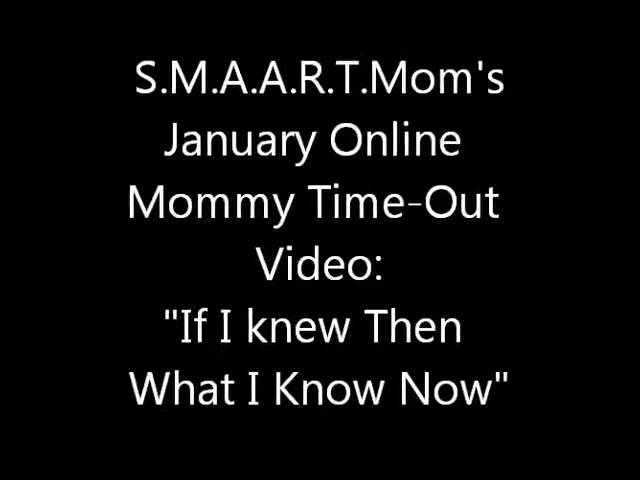 S.M.A.A.R.T.Mom's
January Online
Mommy Time-Out
Video:
"If I knew Then
What I Know Now"